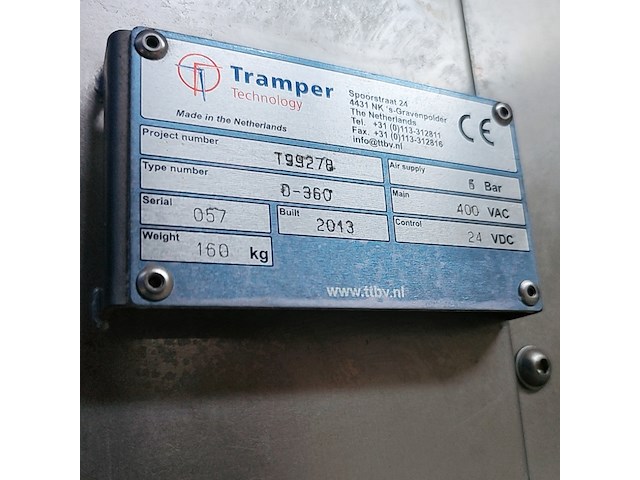 Tramper
Technology
Made in the Netherlands
Spoorstraat 24
4431 NK 's-Gravenpolder
The Netherlands
Tel. +31 (0)113-312811
Fax. +31 (0)113-312816
info@ttbv.nl
CE
Project number
T99278
Type number
D-360
Serial 057
Built 2013
Weight 160 kg
Air supply 6 Bar
Main 400 VAC
Control 24 VDC
www.ttbv.nl